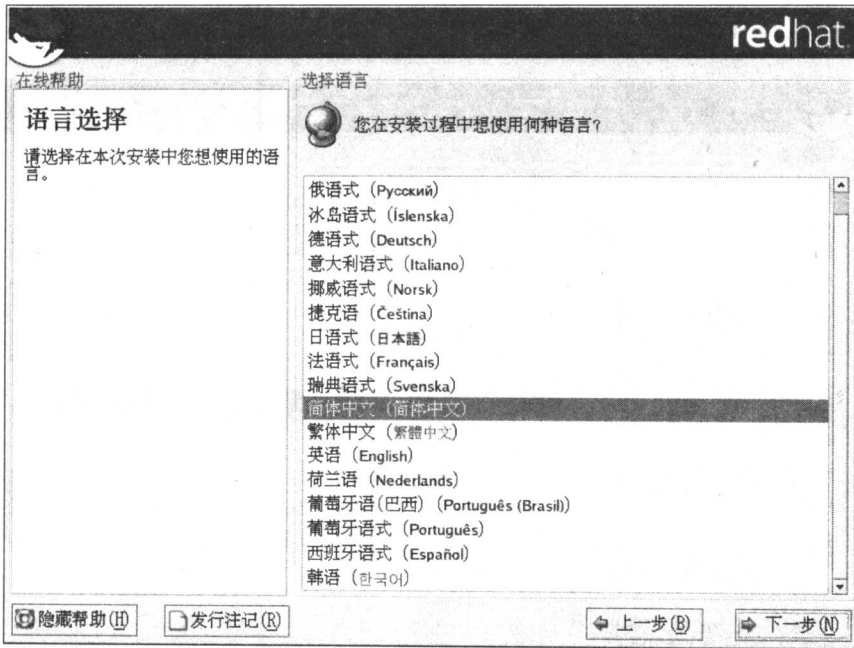 redhat
在线帮助
语言选择
请选择在本次安装中您想使用的语
言。
选择语言
您在安装过程中想使用何种语言?
俄语式 (Русский)
冰岛语式 (Íslenska)
德语式 (Deutsch)
意大利语式 (Italiano)
挪威语式 (Norsk)
捷克语 (Čeština)
日语式 (日本語)
法语式 (Français)
瑞典语式 (Svenska)
简体中文 (简体中文)
繁体中文 (繁體中文)
英语 (English)
荷兰语 (Nederlands)
葡萄牙语(巴西) (Português (Brasil))
葡萄牙语式 (Português)
西班牙语式 (Español)
韩语 (한국어)
隐藏帮助(H)
发行注记(R)
上一步(B)
下一步(N)